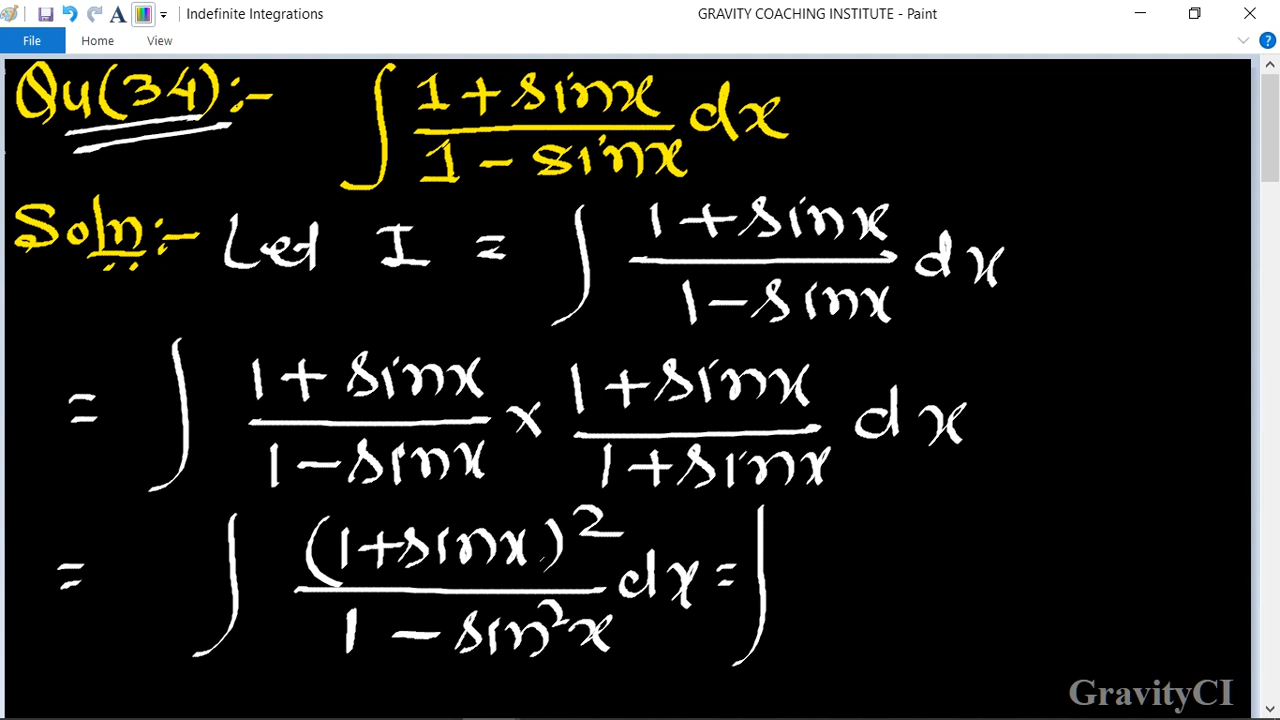 Indefinite Integrations
GRAVITY COACHING INSTITUTE - Paint
File Home View
Qu(34):- ∫ (1 + sinx)/(1 - sinx) dx
Soln:- Let I = ∫ (1 + sinx)/(1 - sinx) dx
= ∫ (1 + sinx)/(1 - sinx) × (1 + sinx)/(1 + sinx) dx
= ∫ (1+sinx)²/(1 - sin²x) dx = ∫
GravityCI